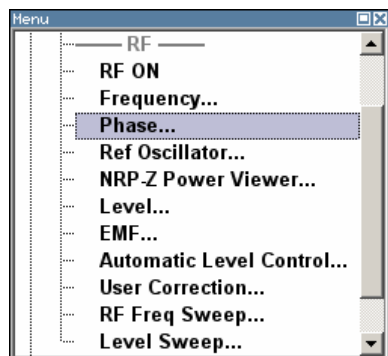 Menu
RF
RF ON
Frequency...
Phase...
Ref Oscillator...
NRP-Z Power Viewer...
Level...
EMF...
Automatic Level Control...
User Correction...
RF Freq Sweep...
Level Sweep...